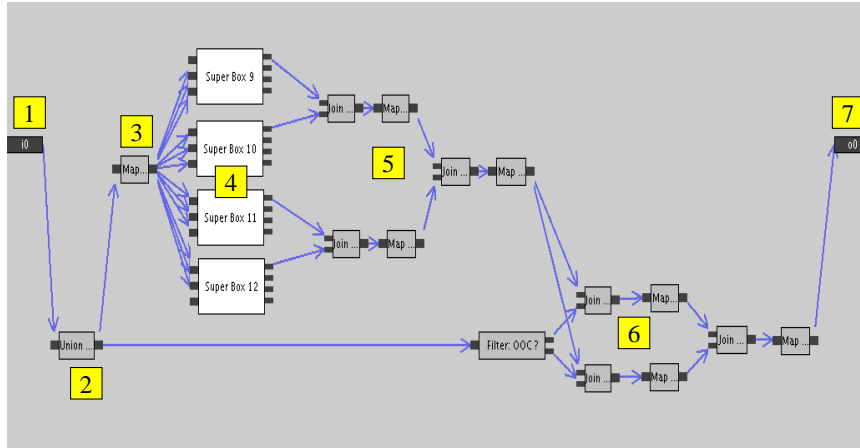 1
i0
2
Union ...
3
Map...
Super Box 9
Super Box 10
4
Super Box 11
Super Box 12
Join ...
Map...
Join ...
Map...
5
Join ...
Map ...
Filter: OOC ?
Join ...
Map...
6
Join ...
Map ...
Join ...
Map...
7
o0